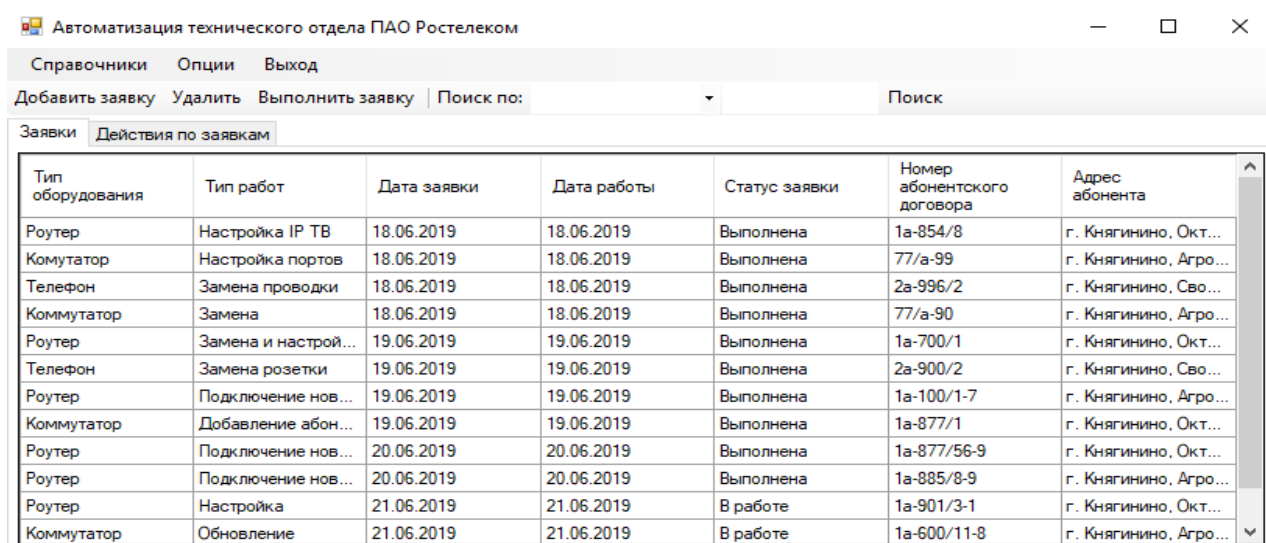 Автоматизация технического отдела ПАО Ростелеком
Справочники Опции Выход
Добавить заявку Удалить Выполнить заявку Поиск по: Поиск
Заявки Действия по заявкам
Тип оборудования Тип работ Дата заявки Дата работы Статус заявки Номер абонентского договора Адрес абонента
Роутер Настройка IP ТВ 18.06.2019 18.06.2019 Выполнена 1а-854/8 г. Княгинино, Окт...
Комутатор Настройка портов 18.06.2019 18.06.2019 Выполнена 77/а-99 г. Княгинино, Агро...
Телефон Замена проводки 18.06.2019 18.06.2019 Выполнена 2а-996/2 г. Княгинино, Сво...
Коммутатор Замена 18.06.2019 18.06.2019 Выполнена 77/а-90 г. Княгинино, Агро...
Роутер Замена и настрой... 19.06.2019 19.06.2019 Выполнена 1а-700/1 г. Княгинино, Окт...
Телефон Замена розетки 19.06.2019 19.06.2019 Выполнена 2а-900/2 г. Княгинино, Сво...
Роутер Подключение нов... 19.06.2019 19.06.2019 Выполнена 1а-100/1-7 г. Княгинино, Агро...
Коммутатор Добавление абон... 19.06.2019 19.06.2019 Выполнена 1а-877/1 г. Княгинино, Окт...
Роутер Подключение нов... 20.06.2019 20.06.2019 Выполнена 1а-877/56-9 г. Княгинино, Окт...
Роутер Подключение нов... 20.06.2019 20.06.2019 Выполнена 1а-885/8-9 г. Княгинино, Агро...
Роутер Настройка 21.06.2019 21.06.2019 В работе 1а-901/3-1 г. Княгинино, Окт...
Коммутатор Обновление 21.06.2019 21.06.2019 В работе 1а-600/11-8 г. Княгинино, Агро...